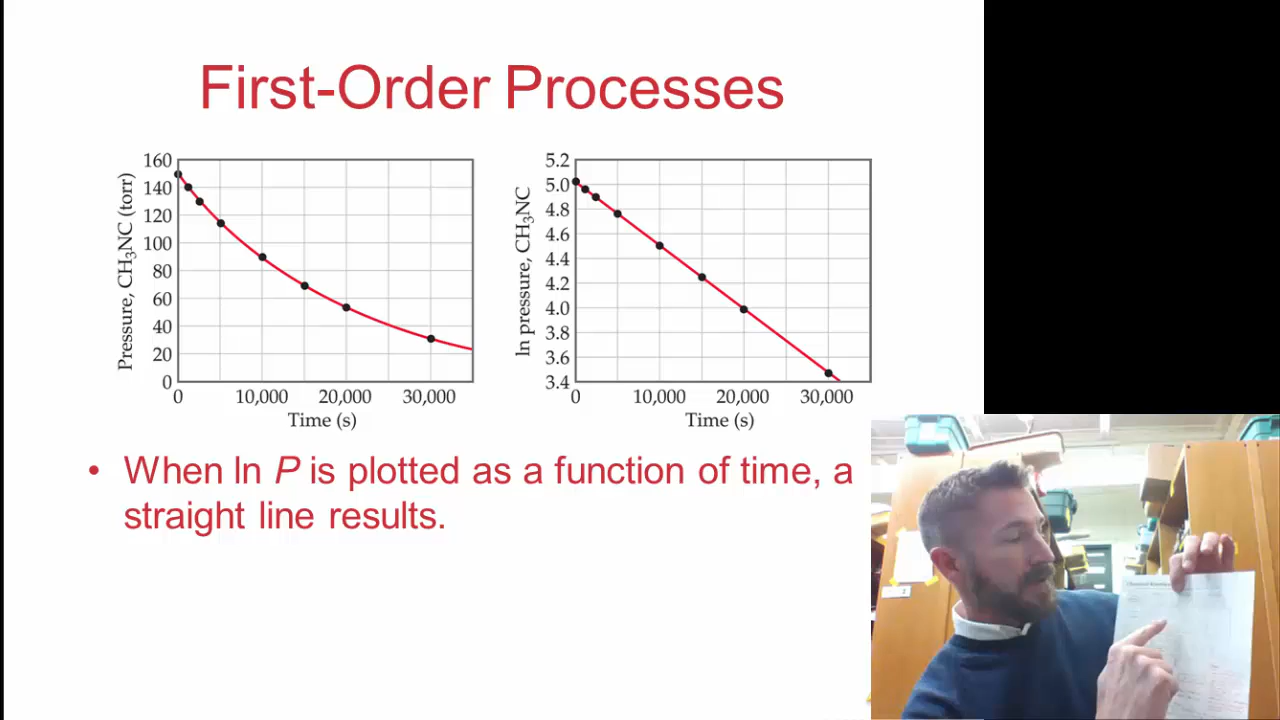 First-Order Processes
Pressure, CH₃NC (torr)
160
140
120
100
80
60
40
20
0
0 10,000 20,000 30,000
Time (s)
ln pressure, CH₃NC
5.2
5.0
4.8
4.6
4.4
4.2
4.0
3.8
3.6
3.4
0 10,000 20,000 30,000
Time (s)
• When ln P is plotted as a function of time, a
straight line results.